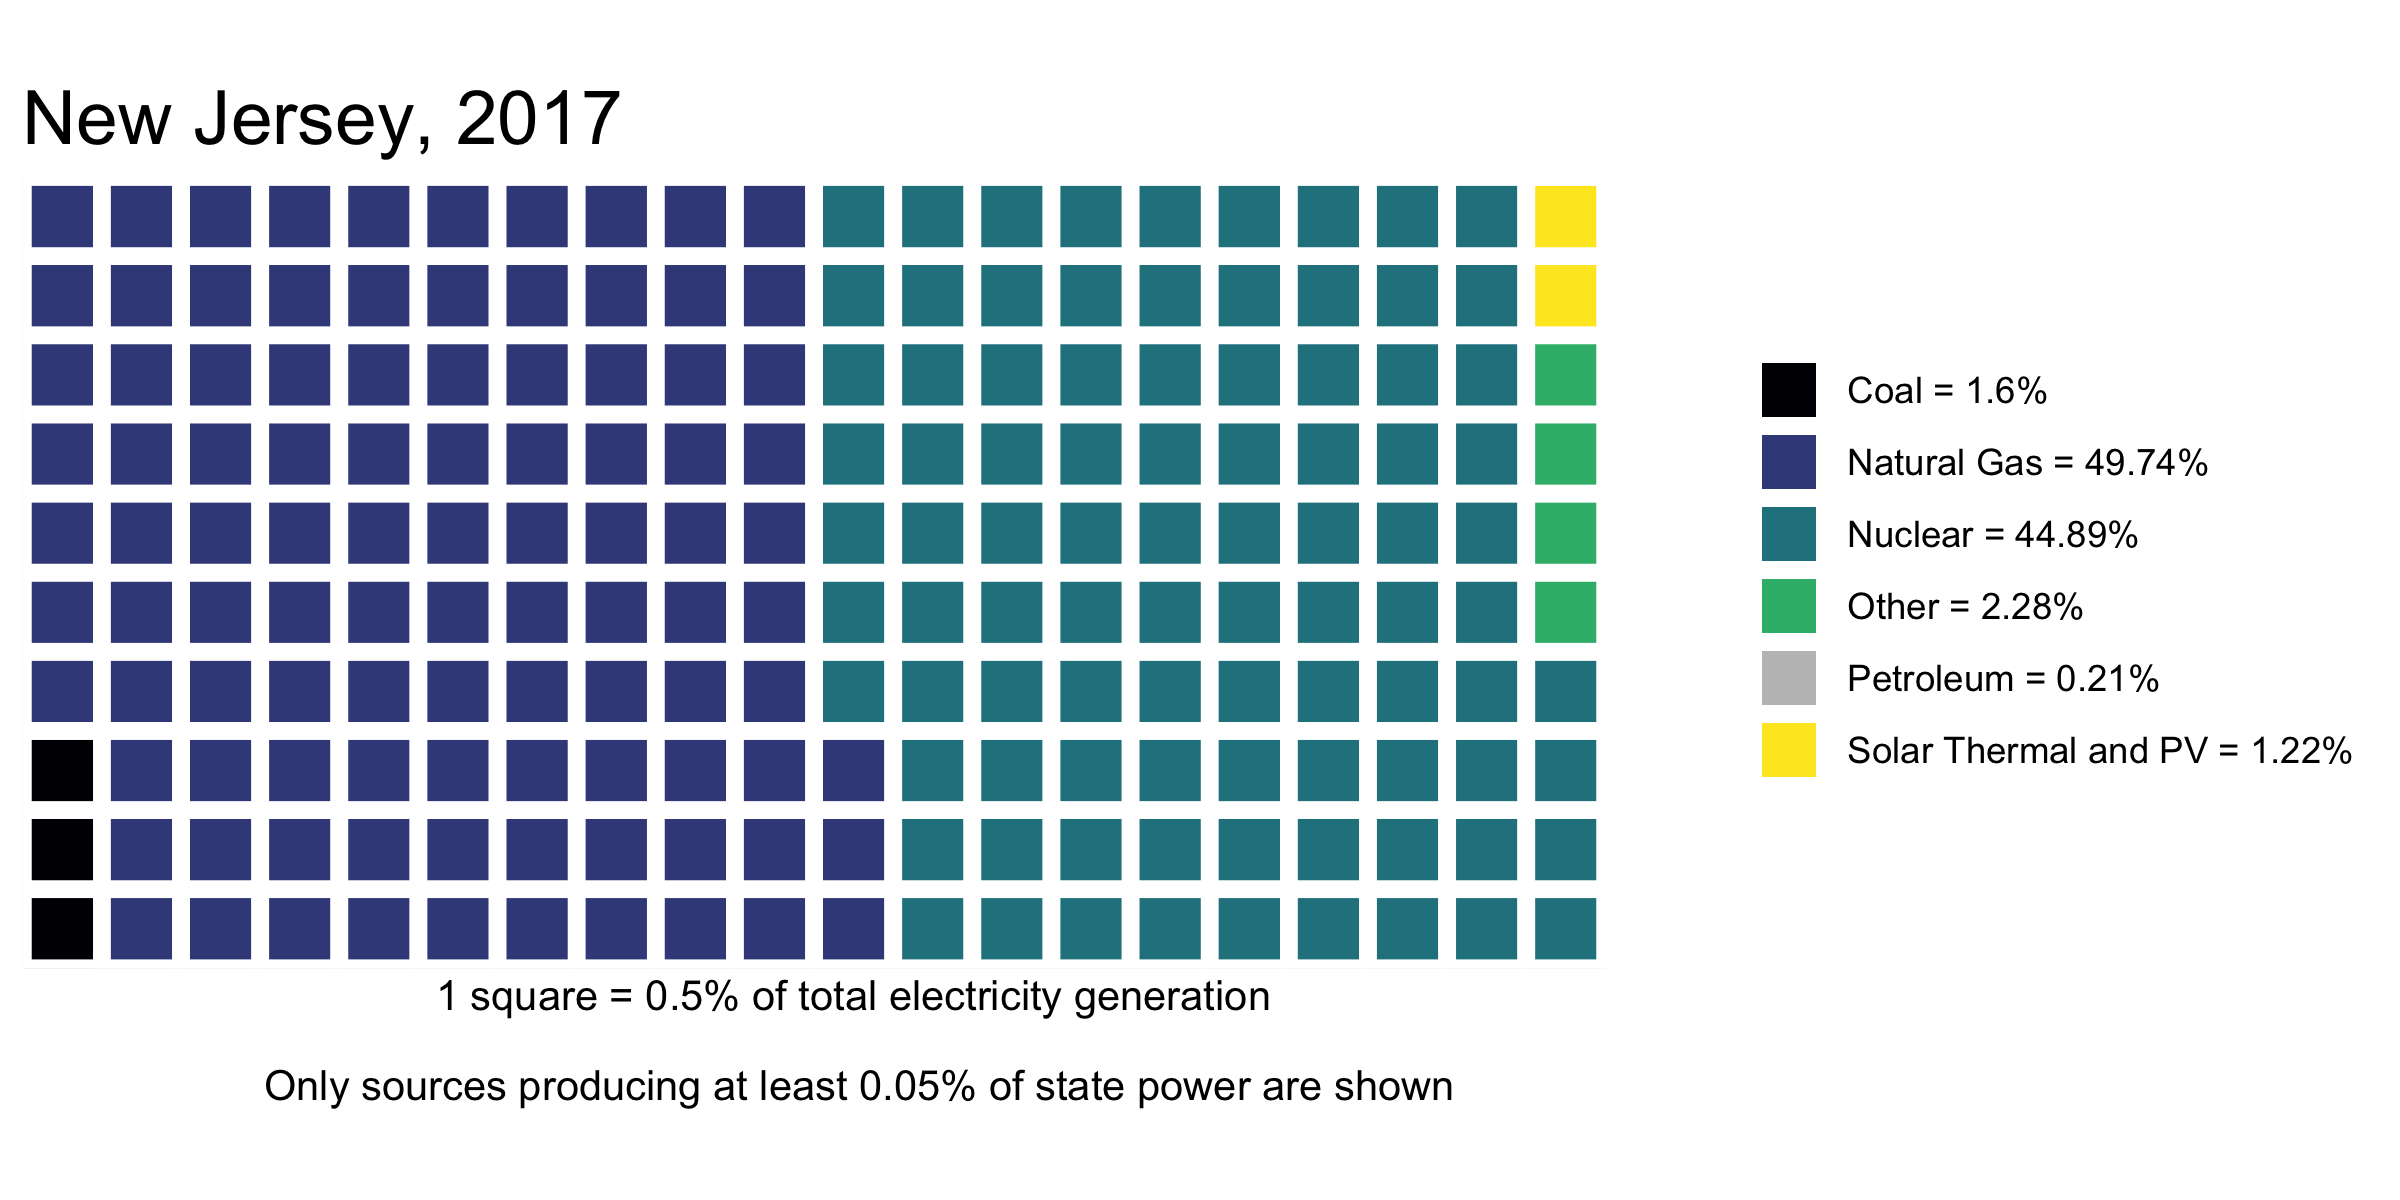 New Jersey, 2017
Coal = 1.6%
Natural Gas = 49.74%
Nuclear = 44.89%
Other = 2.28%
Petroleum = 0.21%
Solar Thermal and PV = 1.22%
1 square = 0.5% of total electricity generation
Only sources producing at least 0.05% of state power are shown